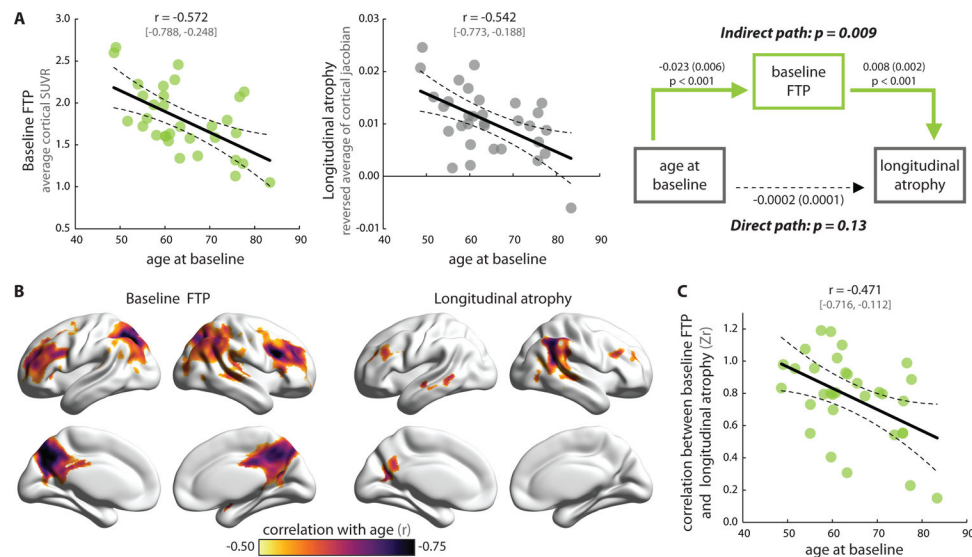 A
r = -0.572
[-0.788, -0.248]
Baseline FTP
average cortical SUVR
3.0
2.5
2.0
1.5
1.0
0.5
40
50
60
70
80
90
age at baseline
r = -0.542
[-0.773, -0.188]
Longitudinal atrophy
reversed average of cortical jacobian
0.03
0.02
0.01
0.00
-0.01
40
50
60
70
80
90
age at baseline
Indirect path: p = 0.009
-0.023 (0.006)
p < 0.001
baseline
FTP
0.008 (0.002)
p < 0.001
age at
baseline
longitudinal
atrophy
-0.0002 (0.0001)
Direct path: p = 0.13
B
Baseline FTP
Longitudinal atrophy
correlation with age (r)
-0.50
-0.75
C
r = -0.471
[-0.716, -0.112]
correlation between baseline FTP
and longitudinal atrophy (Zr)
1.2
1.0
0.8
0.6
0.4
0.2
0.0
40
50
60
70
80
90
age at baseline